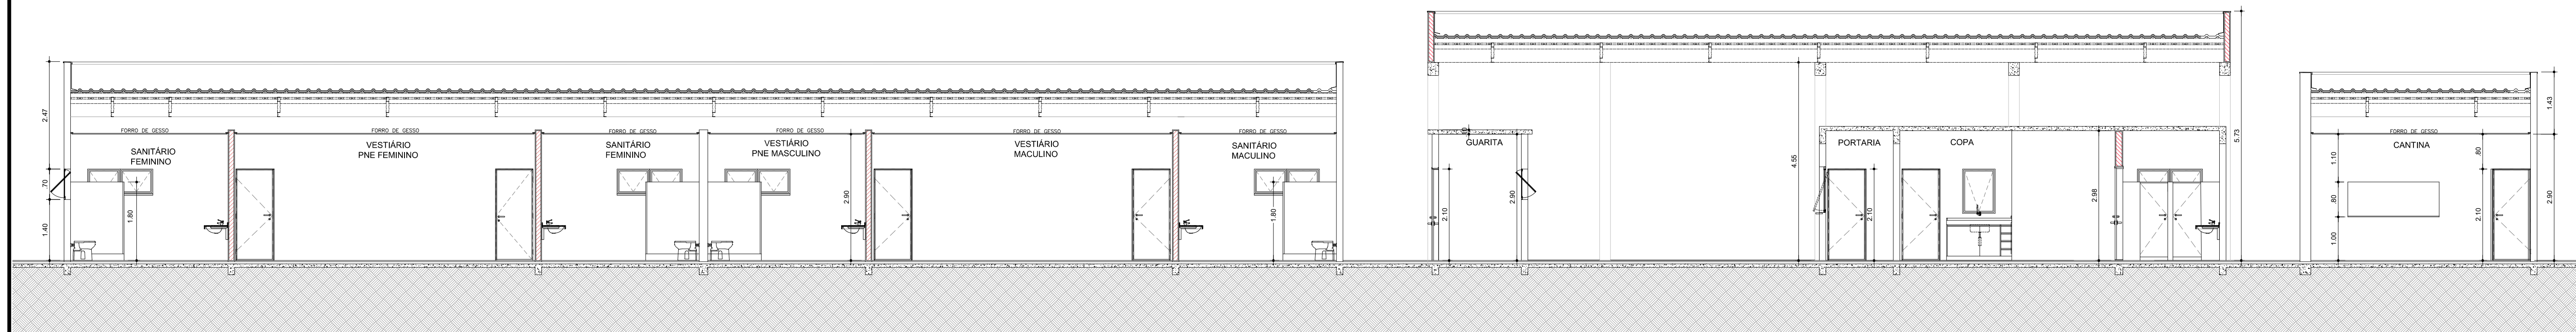 2.47
.70
1.40
FORRO DE GESSO
SANITÁRIO
FEMININO
1.80
FORRO DE GESSO
VESTIÁRIO
PNE FEMININO
FORRO DE GESSO
SANITÁRIO
FEMININO
FORRO DE GESSO
VESTIÁRIO
PNE MASCULINO
2.90
FORRO DE GESSO
VESTIÁRIO
MACULINO
FORRO DE GESSO
SANITÁRIO
MACULINO
1.80
GUARITA
2.10
2.90
4.55
PORTARIA
2.10
COPA
2.98
5.73
FORRO DE GESSO
CANTINA
1.10
.80
1.00
.80
2.10
1.43
2.90